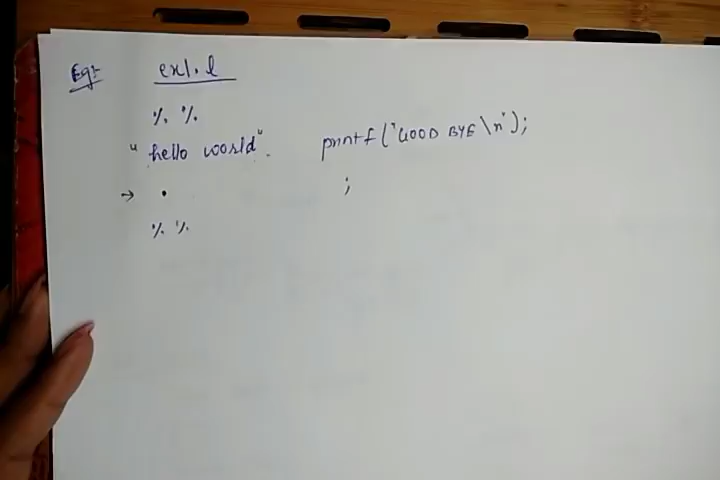 Eg:- ex1.l
%%
"hello world". printf("GOOD BYE\n");
→ . ;
%%